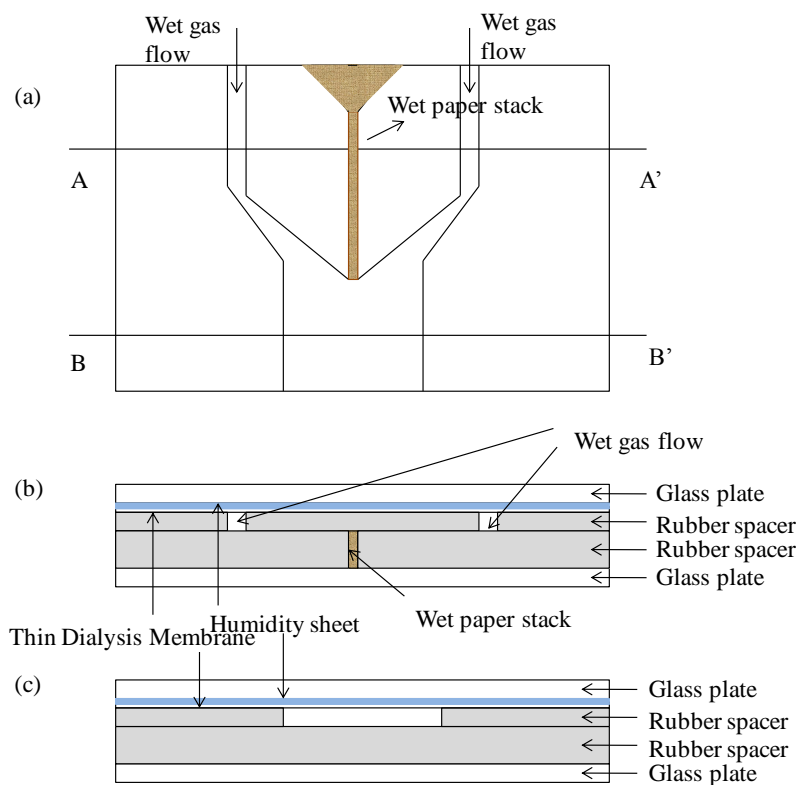 Wet gas
flow
Wet gas
flow
(a)
Wet paper stack
A
A’
B
B’
Wet gas flow
(b)
Glass plate
Rubber spacer
Rubber spacer
Glass plate
Wet paper stack
Humidity sheet
Thin Dialysis Membrane
(c)
Glass plate
Rubber spacer
Rubber spacer
Glass plate